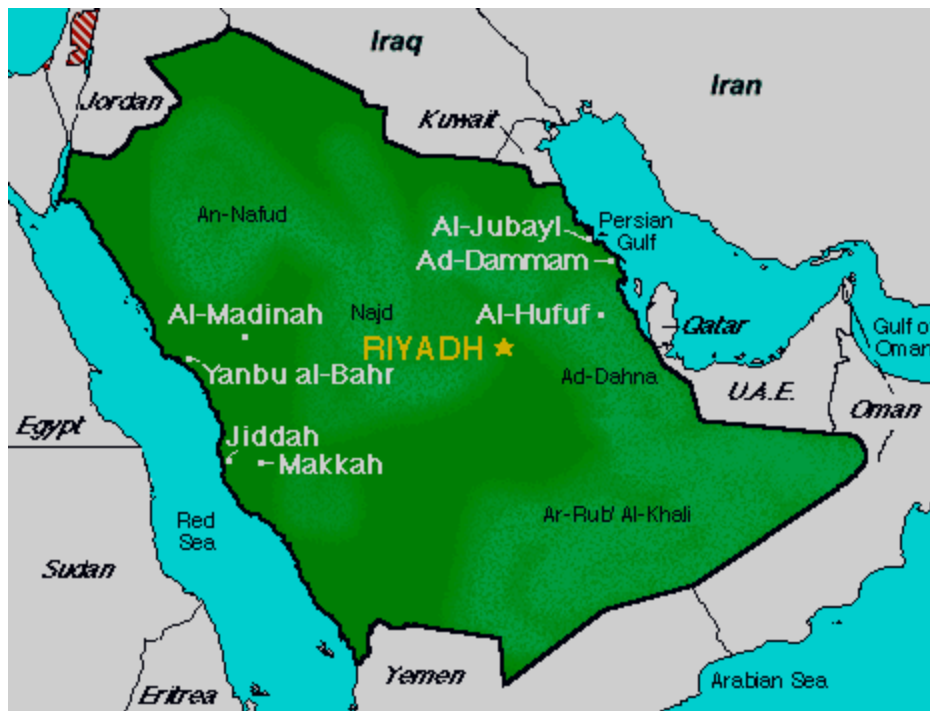 Iraq
Iran
Jordan
Kuwait
An-Nafud
Al-Jubayl
Persian
Gulf
Ad-Dammam
Al-Madinah
Najd
Al-Hufuf
Qatar
Gulf o
Oman
RIYADH
Yanbu al-Bahr
Ad-Dahna
U.A.E.
Oman
Egypt
Jiddah
Makkah
Red
Sea
Ar-Rub' Al-Khali
Sudan
Yemen
Arabian Sea
Eritrea